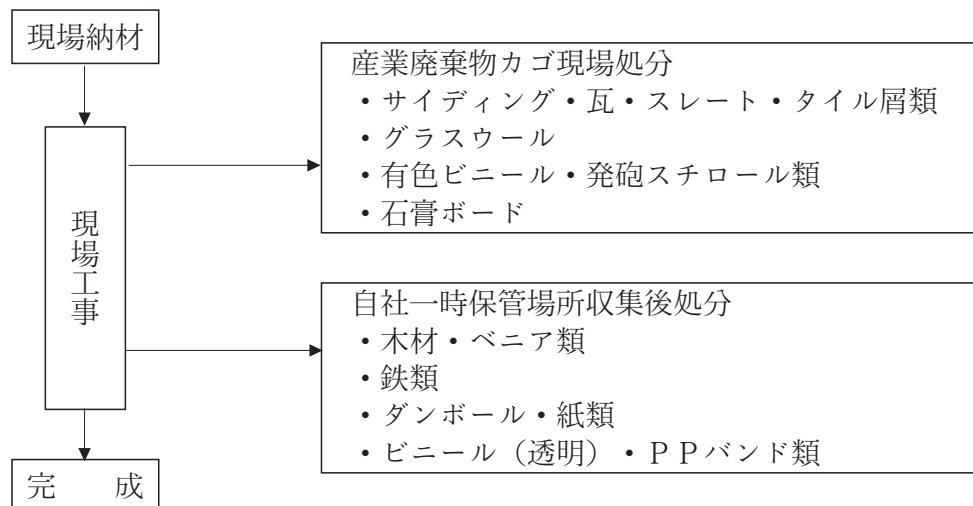 現場納材
産業廃棄物カゴ現場処分
・サイディング・瓦・スレート・タイル屑類
・グラスウール
・有色ビニール・発砲スチロール類
・石膏ボード
現場工事
自社一時保管場所収集後処分
・木材・ベニア類
・鉄類
・ダンボール・紙類
・ビニール（透明）・ＰＰバンド類
完　　成